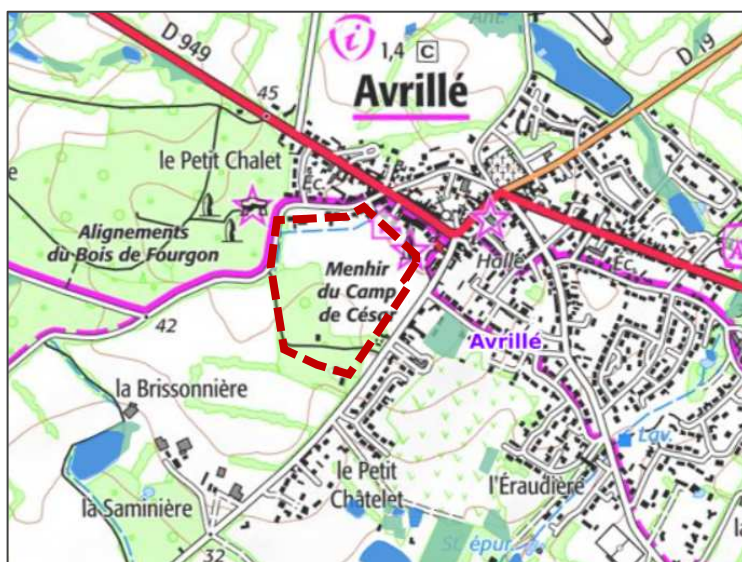 D 949
1,4 C
Avrillé
D 19
45
le Petit Chalet
Alignements
du Bois de Fourgon
Menhir
du Camp
de César
Halle
Éc.
42
Avrillé
la Brissonnière
Lav.
le Petit
Châtelet
l'Éraudière
la Saminière
St. épur.
32